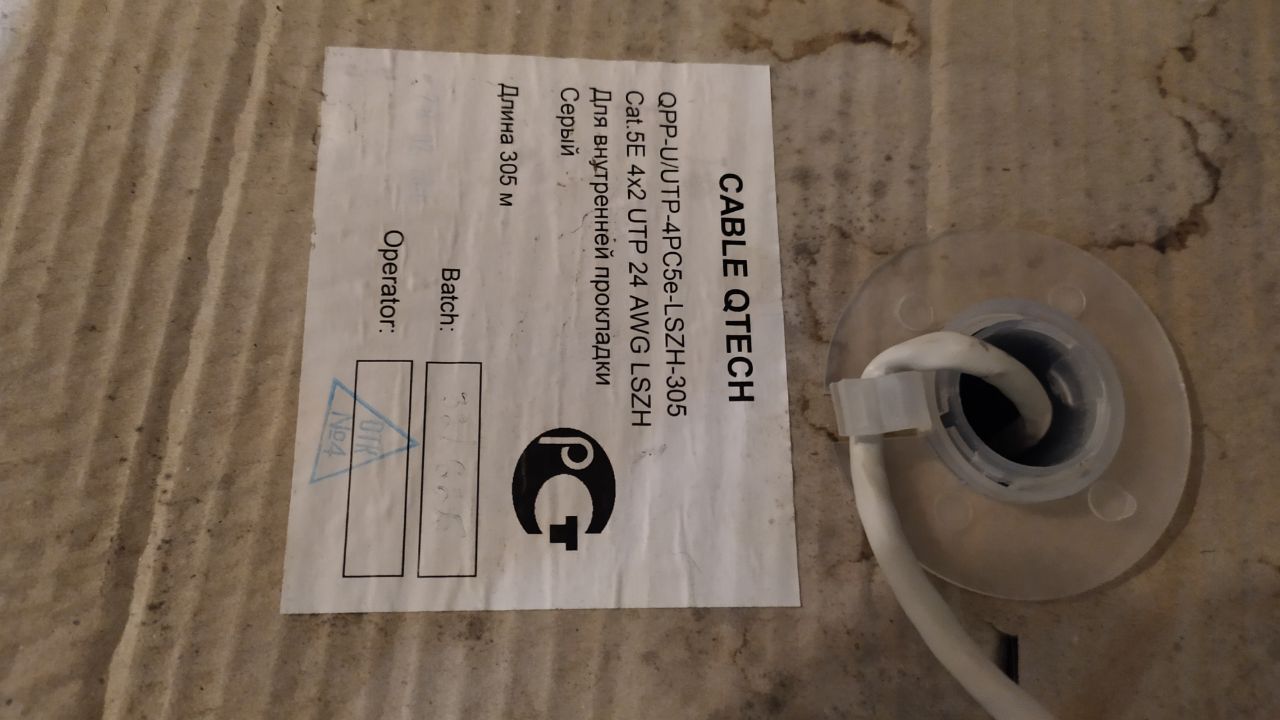 CABLE QTECH
QPP-U/UTP-4PC5e-LSZH-305
Cat.5E 4x2 UTP 24 AWG LSZH
Для внутренней прокладки
Серый
Длина 305 м
РСТ
Batch:
Operator:
ОТК
№4